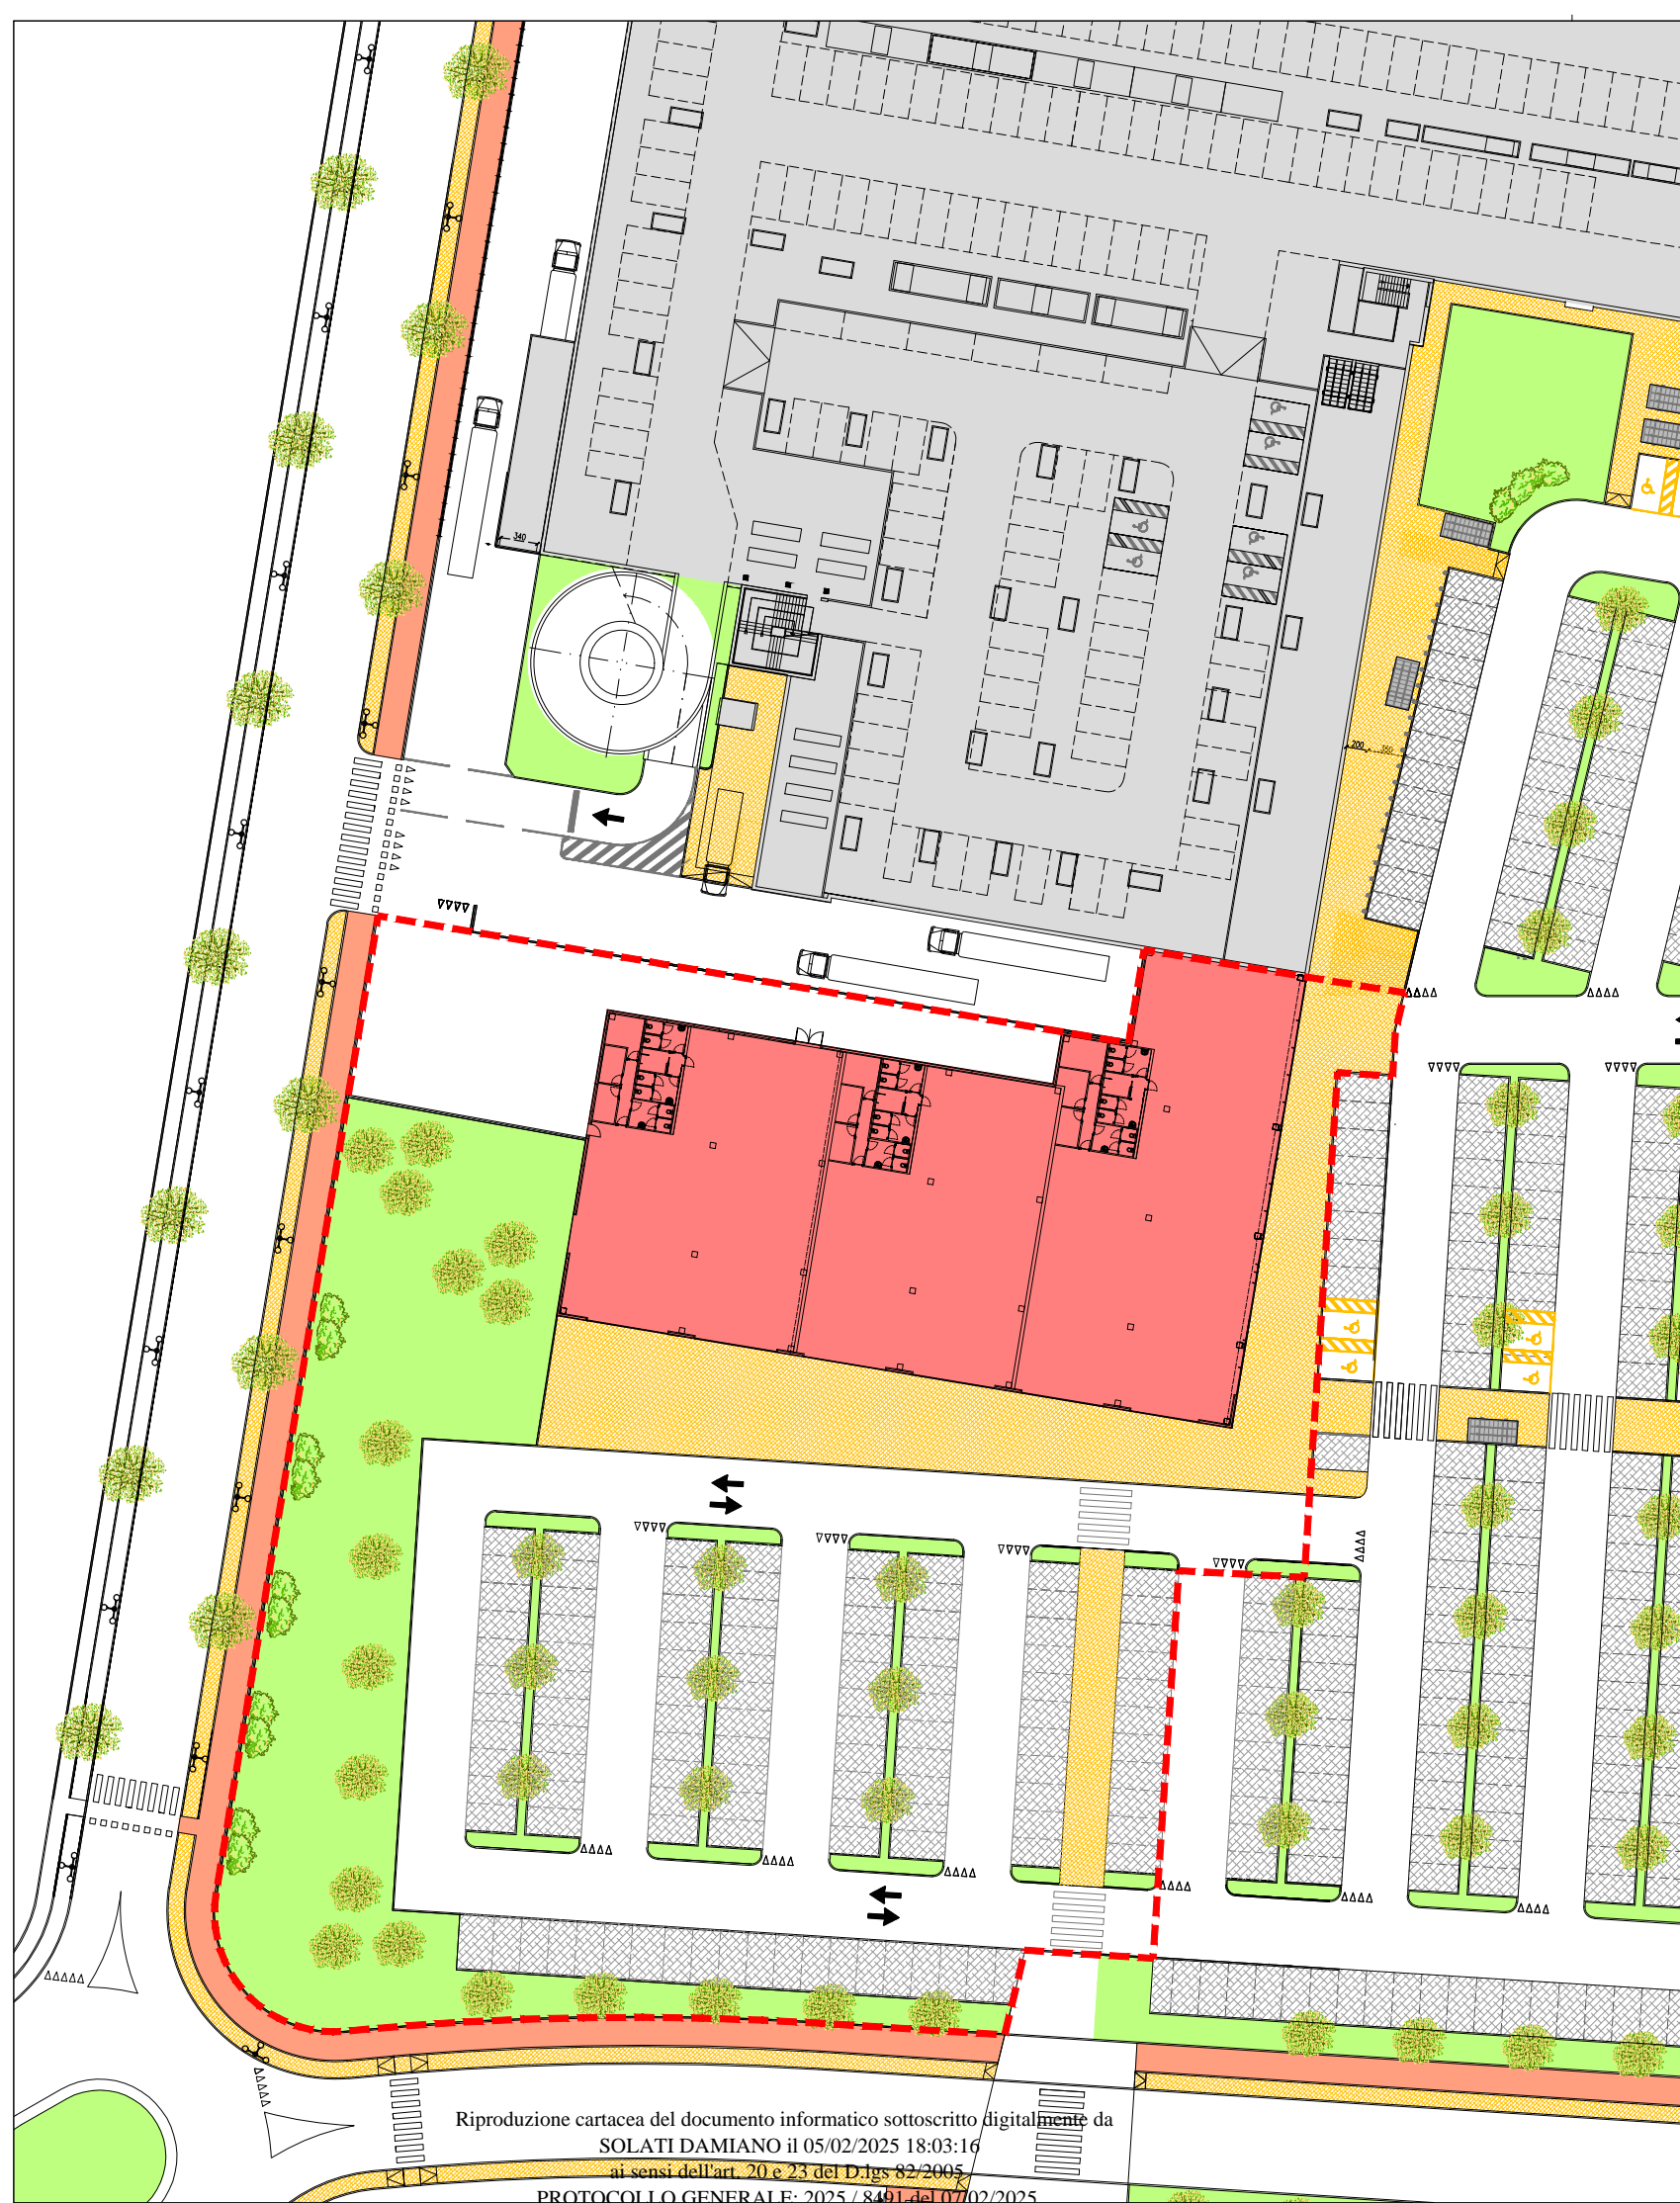 340
200
350
Riproduzione cartacea del documento informatico sottoscritto digitalmente da
SOLATI DAMIANO il 05/02/2025 18:03:16
ai sensi dell'art. 20 e 23 del D.lgs 82/2005
PROTOCOLLO GENERALE: 2025 / 8491 del 07/02/2025